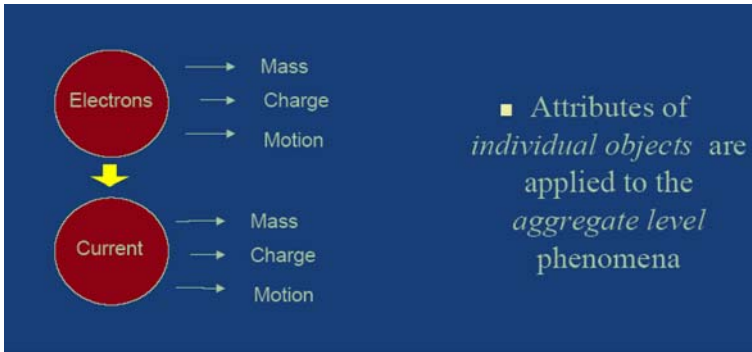 Electrons
Mass
Charge
Motion
Current
Mass
Charge
Motion
Attributes of
individual objects are
applied to the
aggregate level
phenomena